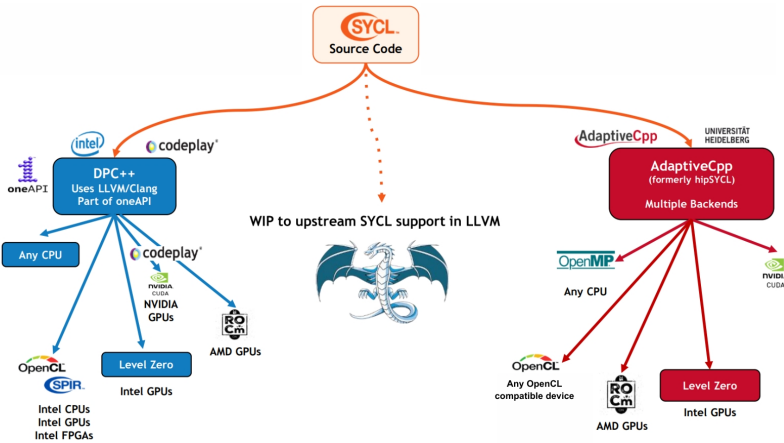 SYCL.
Source Code
intel
codeplay®
oneAPI
DPC++
Uses LLVM/Clang
Part of oneAPI
Any CPU
codeplay®
NVIDIA
CUDA
NVIDIA
GPUs
ROCm
AMD GPUs
OpenCL
SPIR.
Intel CPUs
Intel GPUs
Intel FPGAs
Level Zero
Intel GPUs
WIP to upstream SYCL support in LLVM
AdaptiveCpp
UNIVERSITÄT
HEIDELBERG
AdaptiveCpp
(formerly hipSYCL)
Multiple Backends
OpenMP
Any CPU
NVIDIA
CUDA
OpenCL
Any OpenCL
compatible device
ROCm
AMD GPUs
Level Zero
Intel GPUs